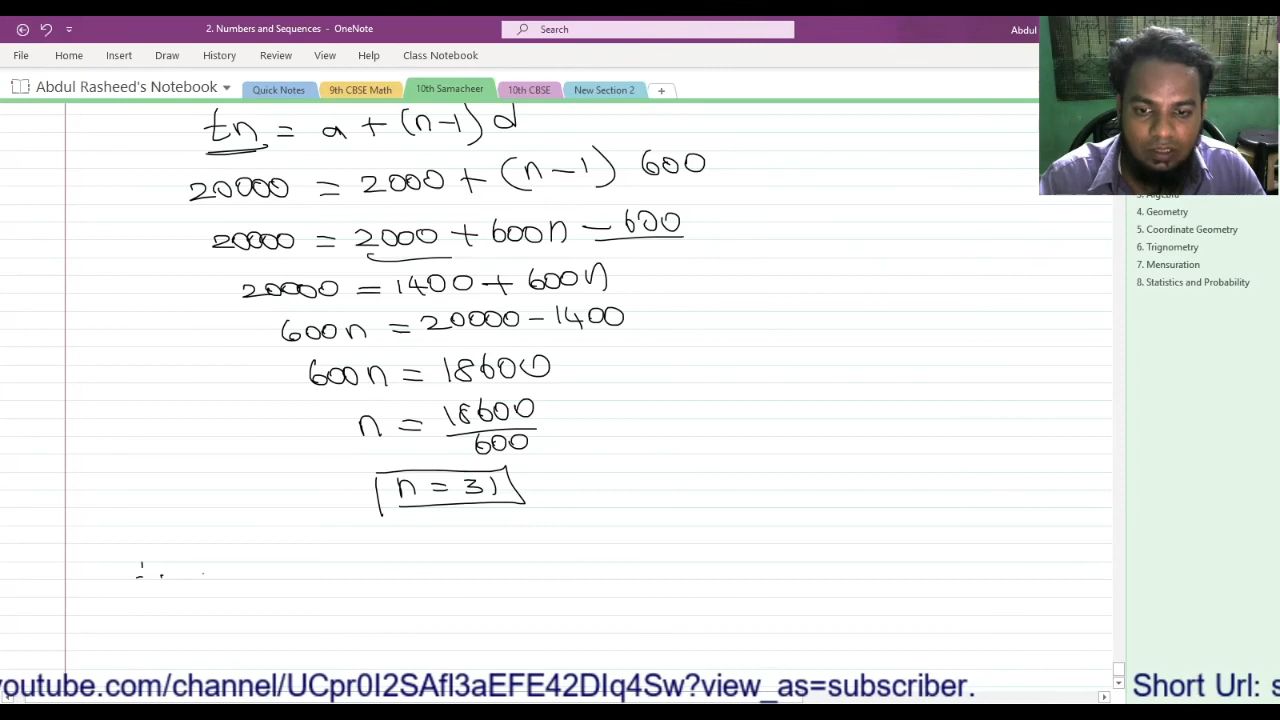 2. Numbers and Sequences - OneNote
Search
Abdul
File Home Insert Draw History Review View Help Class Notebook
Abdul Rasheed's Notebook Quick Notes 9th CBSE Math 10th Samacheer 10th CBSE New Section 2 +
tn = a + (n-1) d
20000 = 2000 + (n-1) 600
20000 = 2000 + 600n - 600
20000 = 1400 + 600n
600n = 20000 - 1400
600n = 18600
n = 18600
600
n = 31
3. Algebra
4. Geometry
5. Coordinate Geometry
6. Trignometry
7. Mensuration
8. Statistics and Probability
youtube.com/channel/UCpr0I2SAfl3aEFE42DIq4Sw?view_as=subscriber. Short Url: s